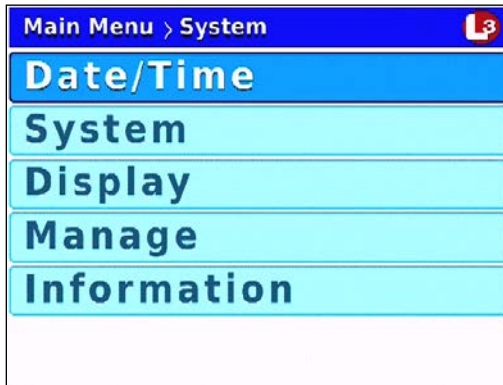 Main Menu > System L3
Date/Time
System
Display
Manage
Information